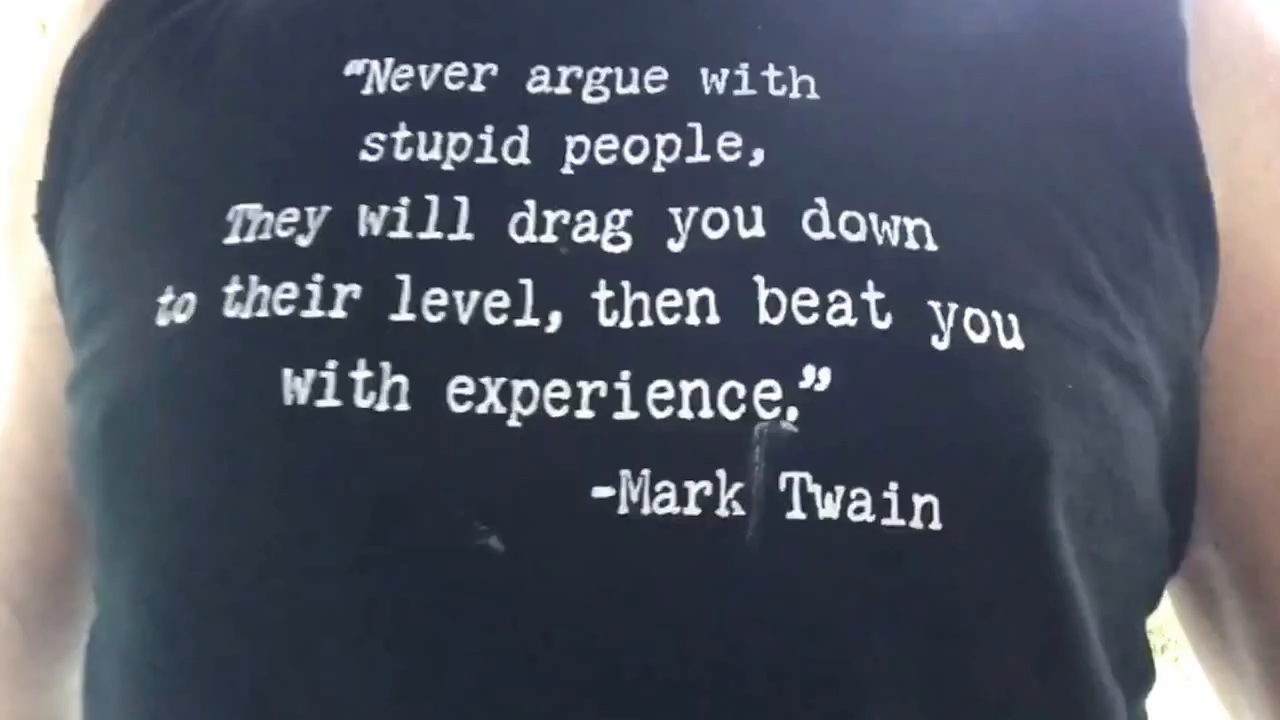 “Never argue with
stupid people,
They will drag you down
to their level, then beat you
with experience.”
-Mark Twain